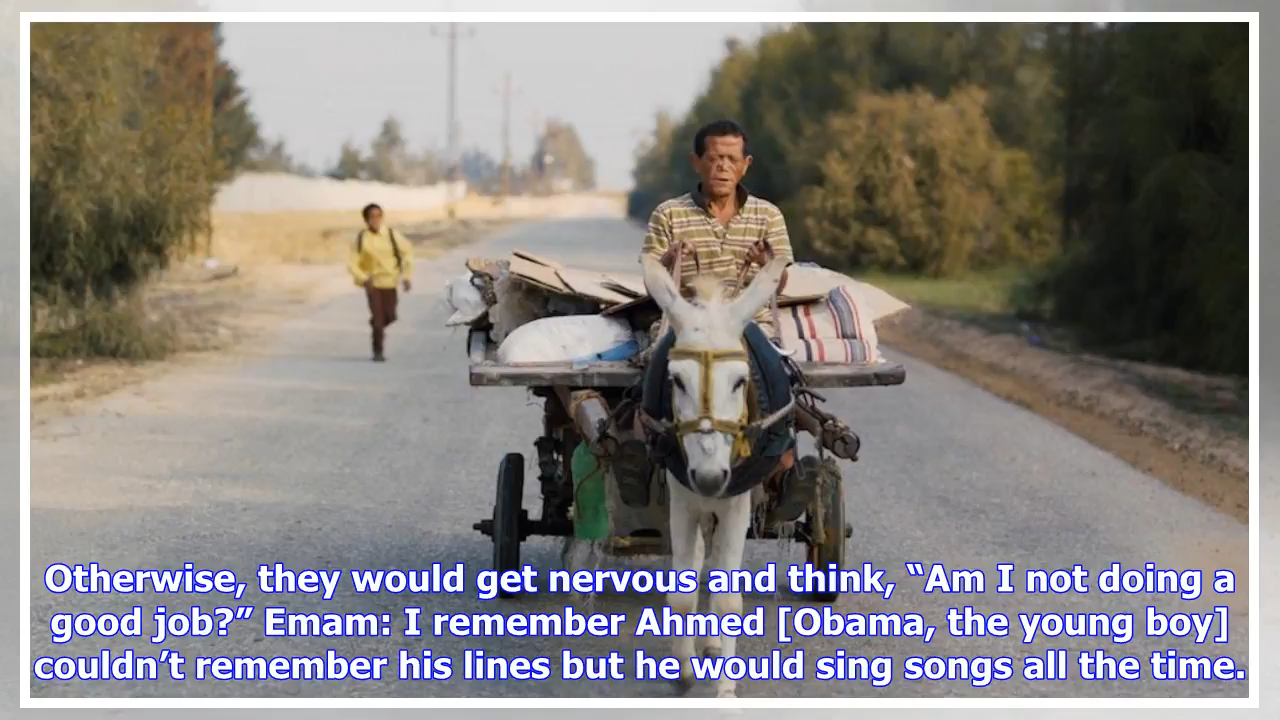 Otherwise, they would get nervous and think, “Am I not doing a
good job?” Emam: I remember Ahmed [Obama, the young boy]
couldn’t remember his lines but he would sing songs all the time.